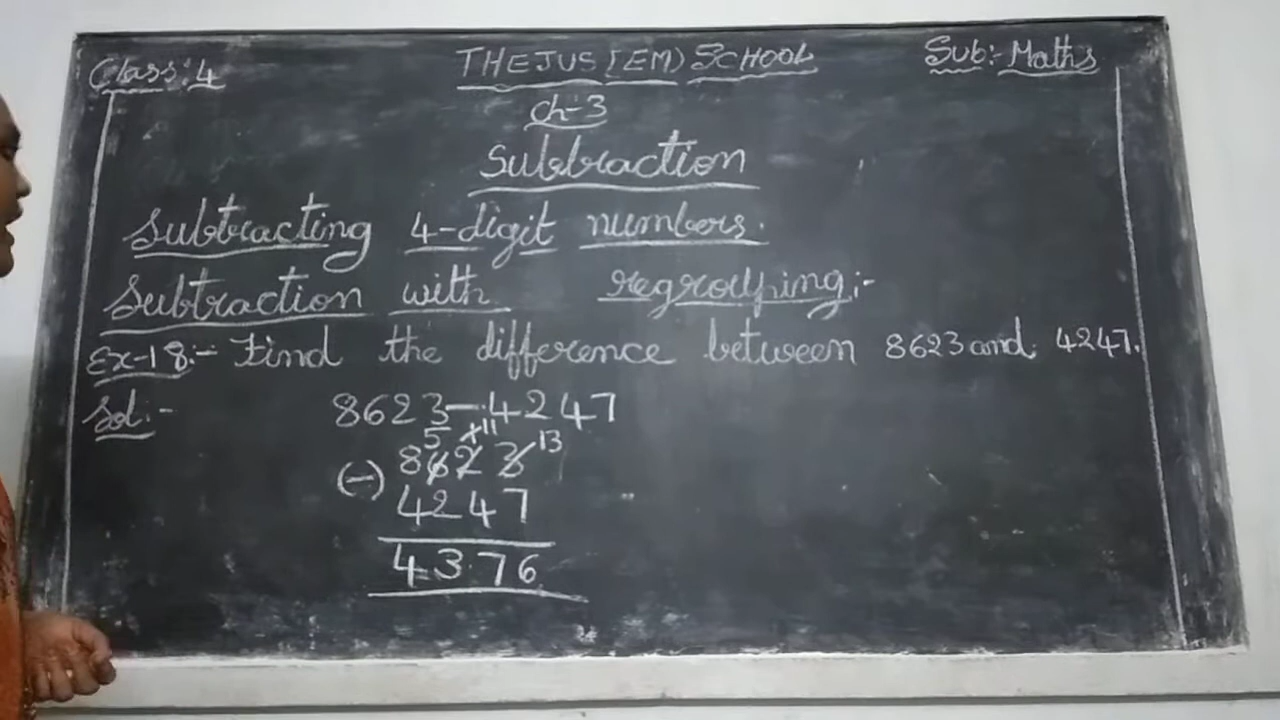 Class: 4
THEJUS (EM) SCHOOL
Sub:- Maths
Ch-3
Subtraction
Subtracting 4-digit numbers.
Subtraction with regrouping:-
Ex-18:- Find the difference between 8623 and 4247.
Sol:-
8623-4247
5 1 11 13
(-) 8623
4247
4376